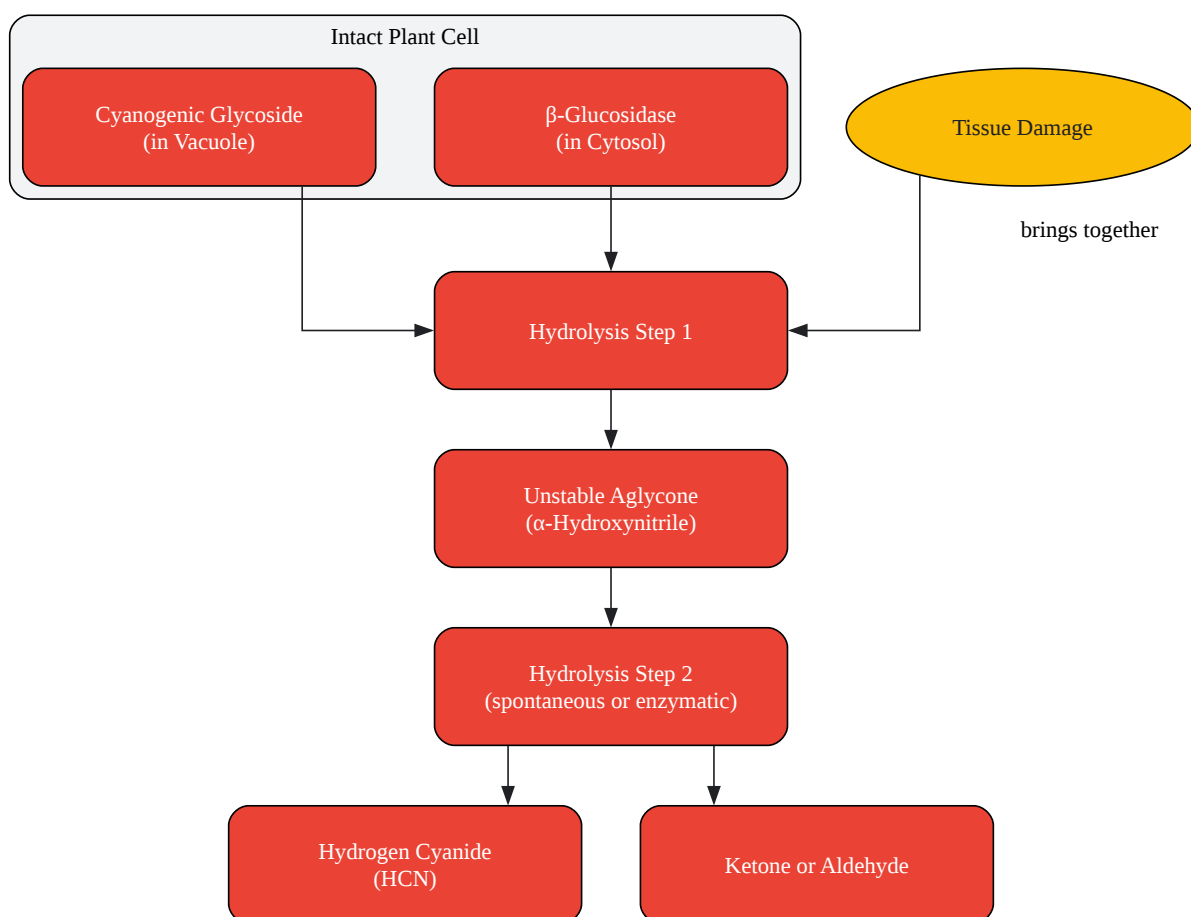 Intact Plant Cell
Cyanogenic Glycoside
(in Vacuole)
β-Glucosidase
(in Cytosol)
Tissue Damage
brings together
Hydrolysis Step 1
Unstable Aglycone
(α-Hydroxynitrile)
Hydrolysis Step 2
(spontaneous or enzymatic)
Hydrogen Cyanide
(HCN)
Ketone or Aldehyde